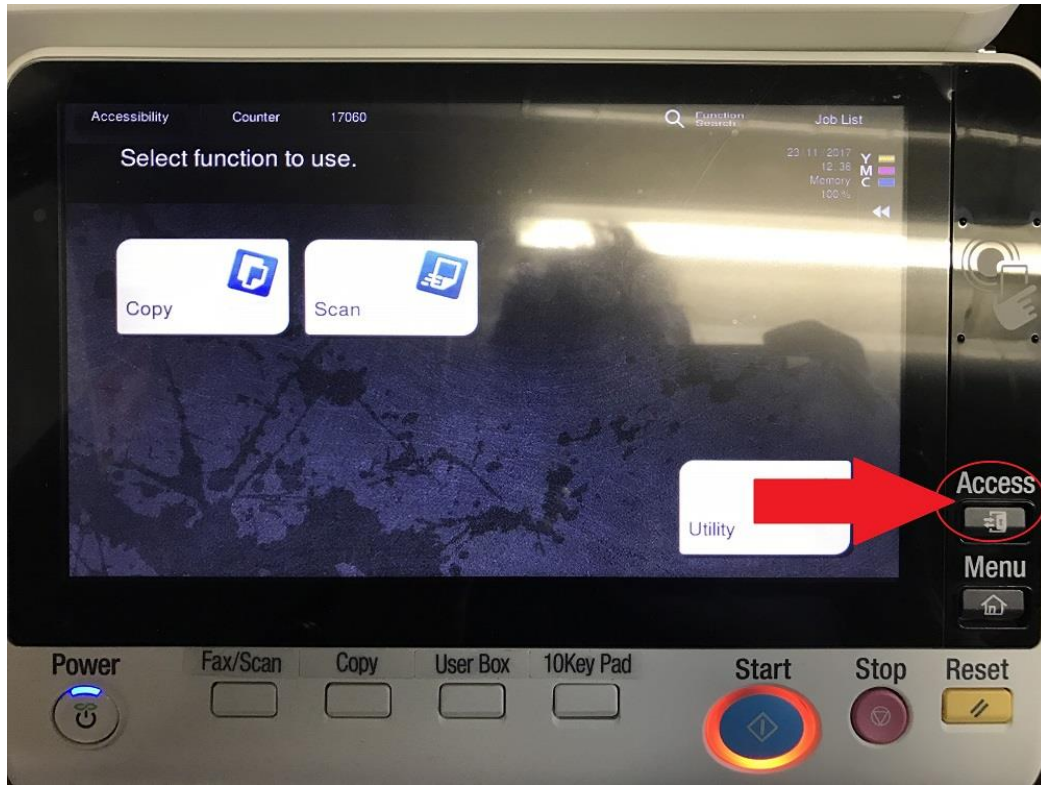 Accessibility Counter 17060 Function Search Job List
Select function to use.
23/11/2017
12:38
Memory
100 %
Y
M
C
Copy
Scan
Utility
Access
Menu
Power
Fax/Scan
Copy
User Box
10Key Pad
Start
Stop
Reset